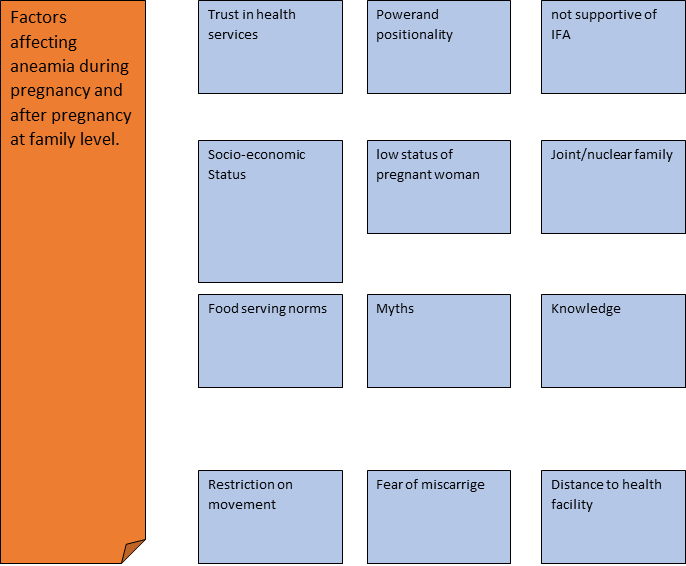 Factors
affecting
aneamia during
pregnancy and
after pregnancy
at family level.
Trust in health
services
Powerand
positionality
not supportive of
IFA
Socio-economic
Status
low status of
pregnant woman
Joint/nuclear family
Food serving norms
Myths
Knowledge
Restriction on
movement
Fear of miscarrige
Distance to health
facility